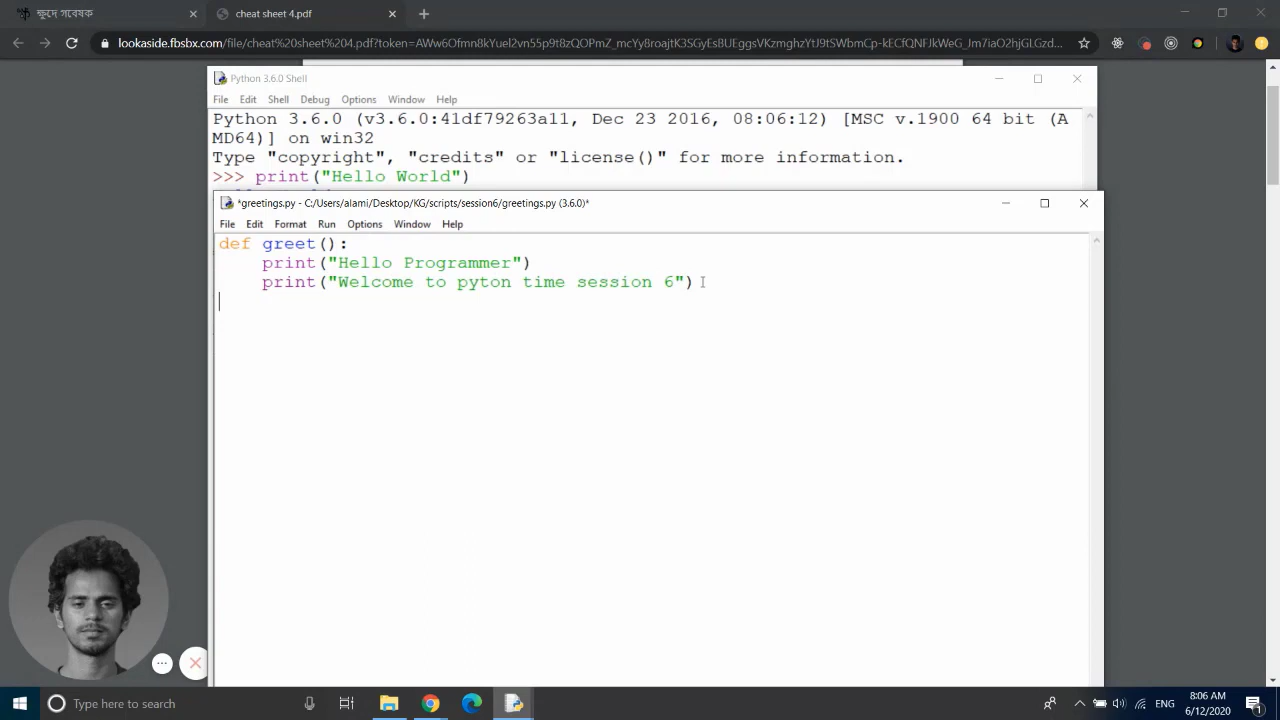 ক্ষুদে গবেষক
cheat sheet 4.pdf
lookaside.fbsbx.com/file/cheat%20sheet%204.pdf?token=
Python 3.6.0 Shell
File Edit Shell Debug Options Window Help
Python 3.6.0 (v3.6.0:41df79263a11, Dec 23 2016, 08:06:12) [MSC v.1900 64 bit (A
MD64)] on win32
Type "copyright", "credits" or "license()" for more information.
>>> print("Hello World")
*greetings.py - C:/Users/alami/Desktop/KG/scripts/session6/greetings.py (3.6.0)*
File Edit Format Run Options Window Help
def greet():
    print("Hello Programmer")
    print("Welcome to pyton time session 6")
Type here to search
ENG
8:06 AM
6/12/2020
1